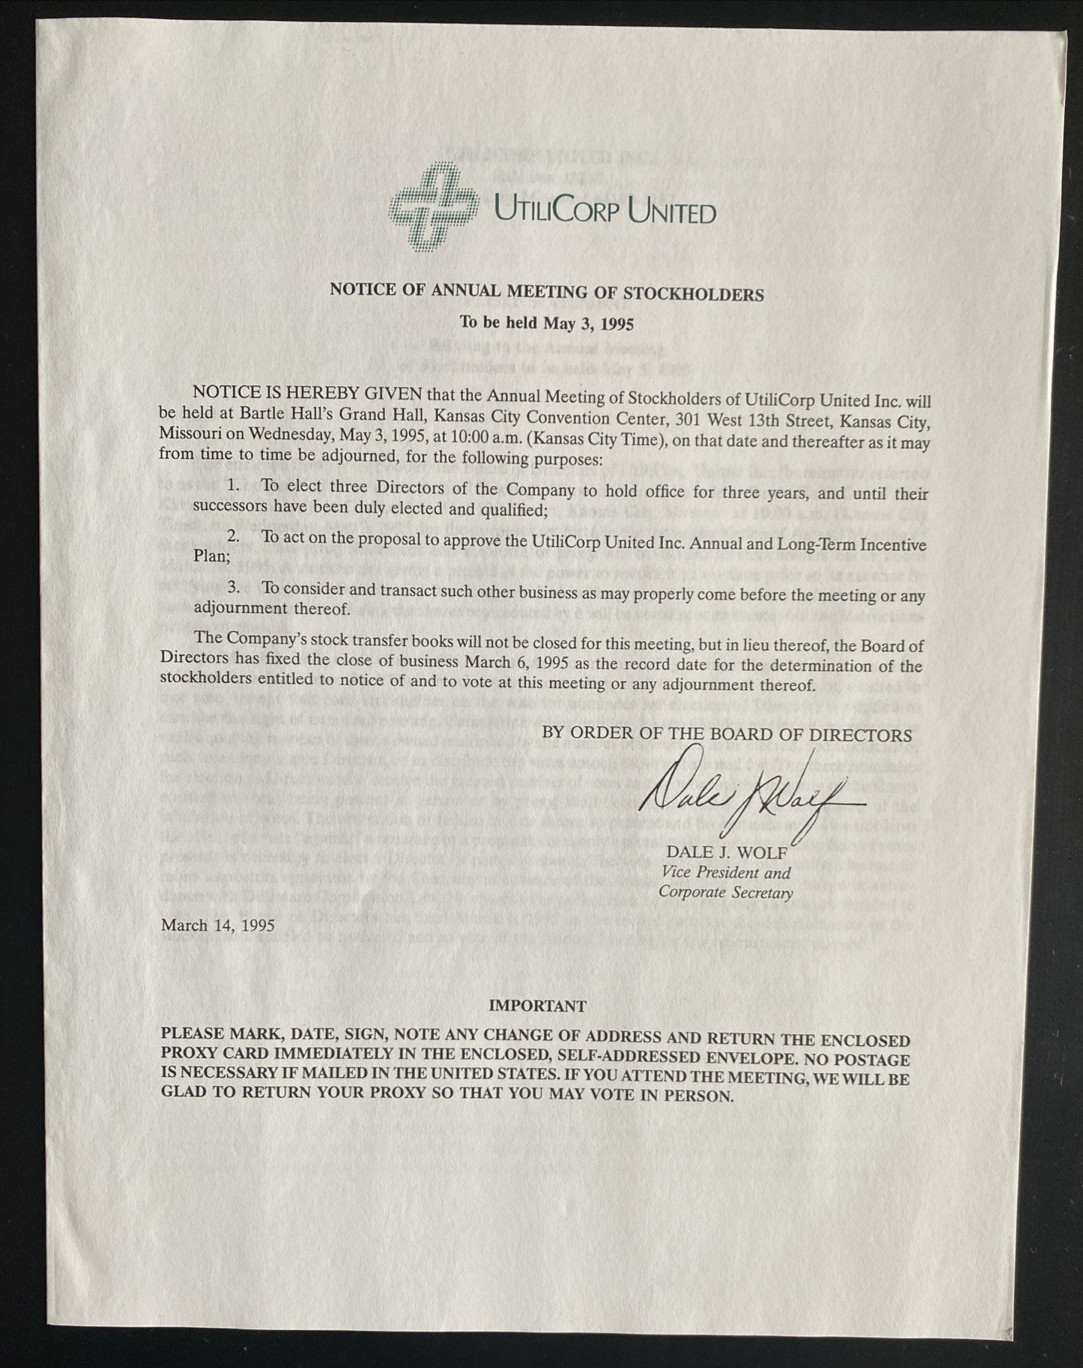 UTILICORP UNITED
NOTICE OF ANNUAL MEETING OF STOCKHOLDERS
To be held May 3, 1995
NOTICE IS HEREBY GIVEN that the Annual Meeting of Stockholders of UtiliCorp United Inc. will
be held at Bartle Hall's Grand Hall, Kansas City Convention Center, 301 West 13th Street, Kansas City,
Missouri on Wednesday, May 3, 1995, at 10:00 a.m. (Kansas City Time), on that date and thereafter as it may
from time to time be adjourned, for the following purposes:
1. To elect three Directors of the Company to hold office for three years, and until their
successors have been duly elected and qualified;
2. To act on the proposal to approve the UtiliCorp United Inc. Annual and Long-Term Incentive
Plan;
3. To consider and transact such other business as may properly come before the meeting or any
adjournment thereof.
The Company's stock transfer books will not be closed for this meeting, but in lieu thereof, the Board of
Directors has fixed the close of business March 6, 1995 as the record date for the determination of the
stockholders entitled to notice of and to vote at this meeting or any adjournment thereof.
BY ORDER OF THE BOARD OF DIRECTORS
Dale J Wolf
DALE J. WOLF
Vice President and
Corporate Secretary
March 14, 1995
IMPORTANT
PLEASE MARK, DATE, SIGN, NOTE ANY CHANGE OF ADDRESS AND RETURN THE ENCLOSED
PROXY CARD IMMEDIATELY IN THE ENCLOSED, SELF-ADDRESSED ENVELOPE. NO POSTAGE
IS NECESSARY IF MAILED IN THE UNITED STATES. IF YOU ATTEND THE MEETING, WE WILL BE
GLAD TO RETURN YOUR PROXY SO THAT YOU MAY VOTE IN PERSON.